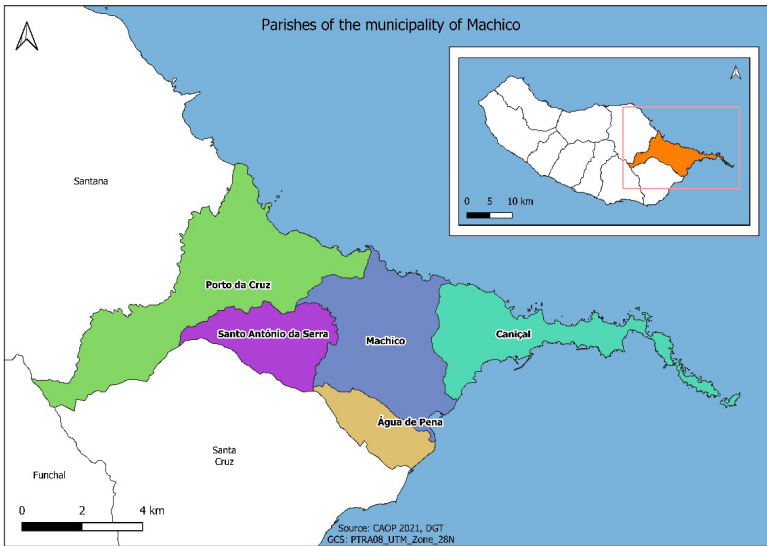 Parishes of the municipality of Machico
0 5 10 km
Santana
Porto da Cruz
Santo António da Serra
Machico
Caniçal
Água de Pena
Santa
Cruz
Funchal
0 2 4 km
Source: CAOP 2021, DGT
GCS: PTRA08_UTM_Zone_28N